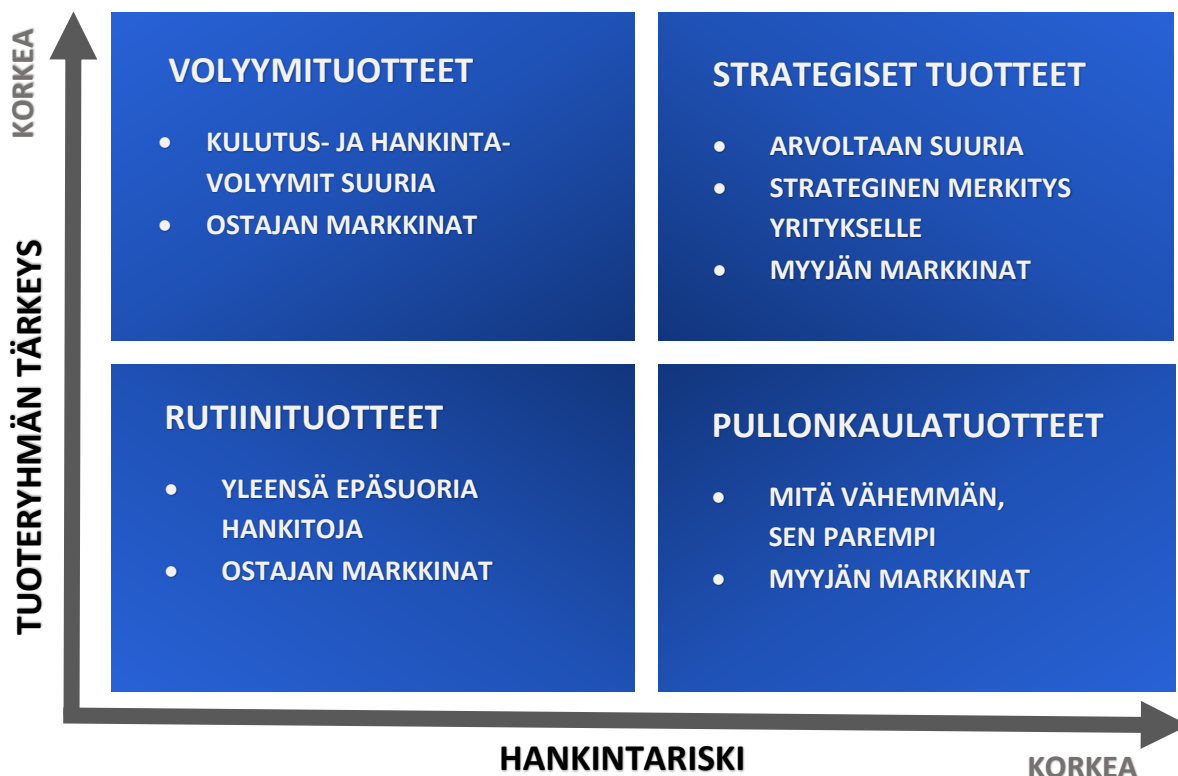 KORKEA
TUOTERYHMÄN TÄRKEYS
VOLYYMITUOTTEET
• KULUTUS- JA HANKINTA-
VOLYYMIT SUURIA
• OSTAJAN MARKKINAT
STRATEGISET TUOTTEET
• ARVOLTAAN SUURIA
• STRATEGINEN MERKITYS
YRITYKSELLE
• MYYJÄN MARKKINAT
RUTIINITUOTTEET
• YLEENSÄ EPÄSUORIA
HANKITOJA
• OSTAJAN MARKKINAT
PULLONKAULATUOTTEET
• MITÄ VÄHEMMÄN,
SEN PAREMPI
• MYYJÄN MARKKINAT
HANKINTARISKI
KORKEA